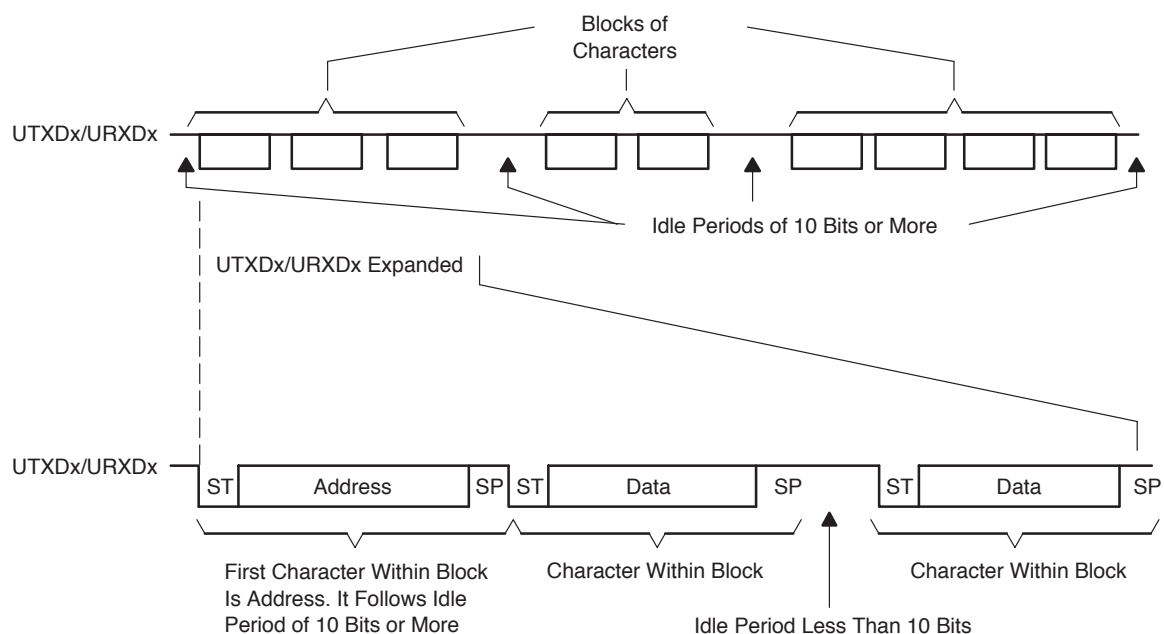 Blocks of
Characters
UTXDx/URXDx
Idle Periods of 10 Bits or More
UTXDx/URXDx Expanded
UTXDx/URXDx
ST
Address
SP
ST
Data
SP
ST
Data
SP
First Character Within Block
Is Address. It Follows Idle
Period of 10 Bits or More
Character Within Block
Character Within Block
Idle Period Less Than 10 Bits